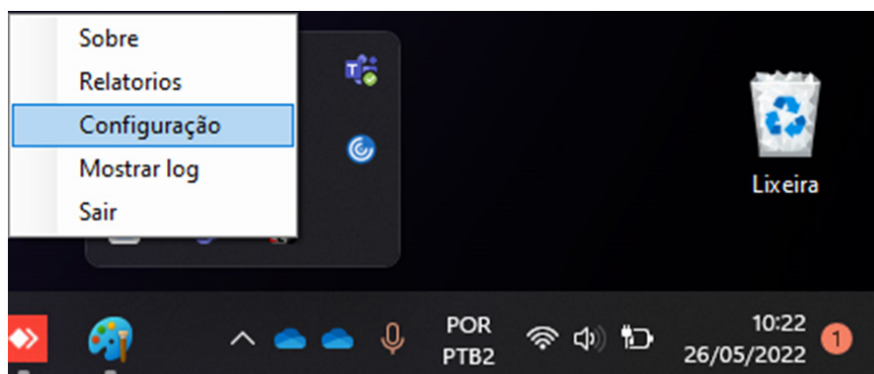 Sobre
Relatorios
Configuração
Mostrar log
Sair
Lixeira
POR
PTB2
10:22
26/05/2022
1